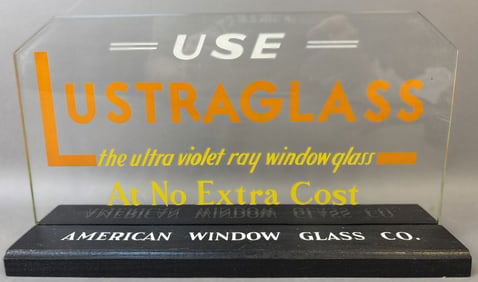 USE
LUSTRAGLASS
the ultra violet ray window glass
At No Extra Cost
AMERICAN WINDOW GLASS CO.